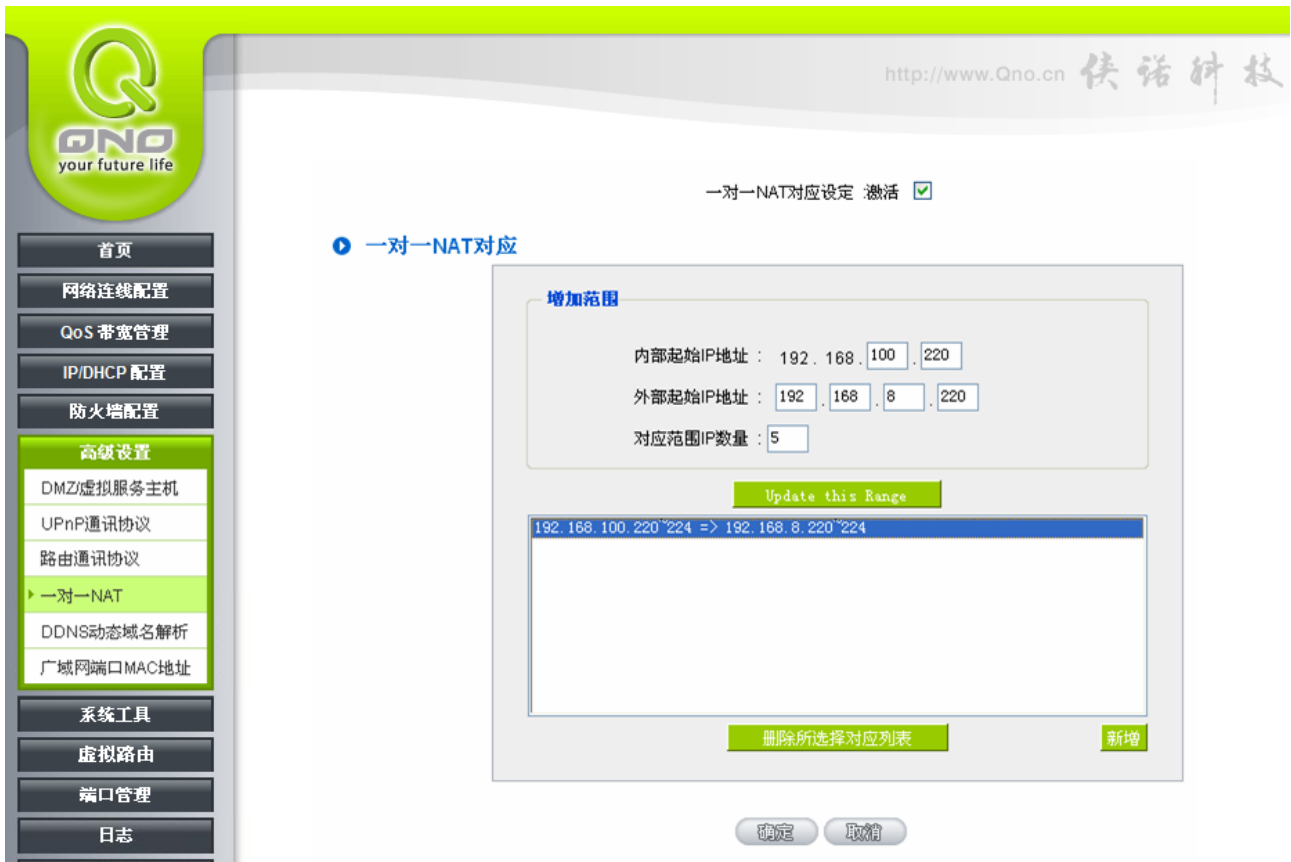 QNO
your future life
http://www.Qno.cn 侠诺科技
首页
网络连线配置
QoS 带宽管理
IP/DHCP 配置
防火墙配置
高级设置
DMZ/虚拟服务主机
UPnP通讯协议
路由通讯协议
一对一NAT
DDNS动态域名解析
广域网端口MAC地址
系统工具
虚拟路由
端口管理
日志
一对一NAT对应设定 :激活
一对一NAT对应
增加范围
内部起始IP地址 : 192.168.100.220
外部起始IP地址 : 192.168.8.220
对应范围IP数量 : 5
Update this Range
192.168.100.220~224 => 192.168.8.220~224
删除所选择对应列表
新增
确定
取消